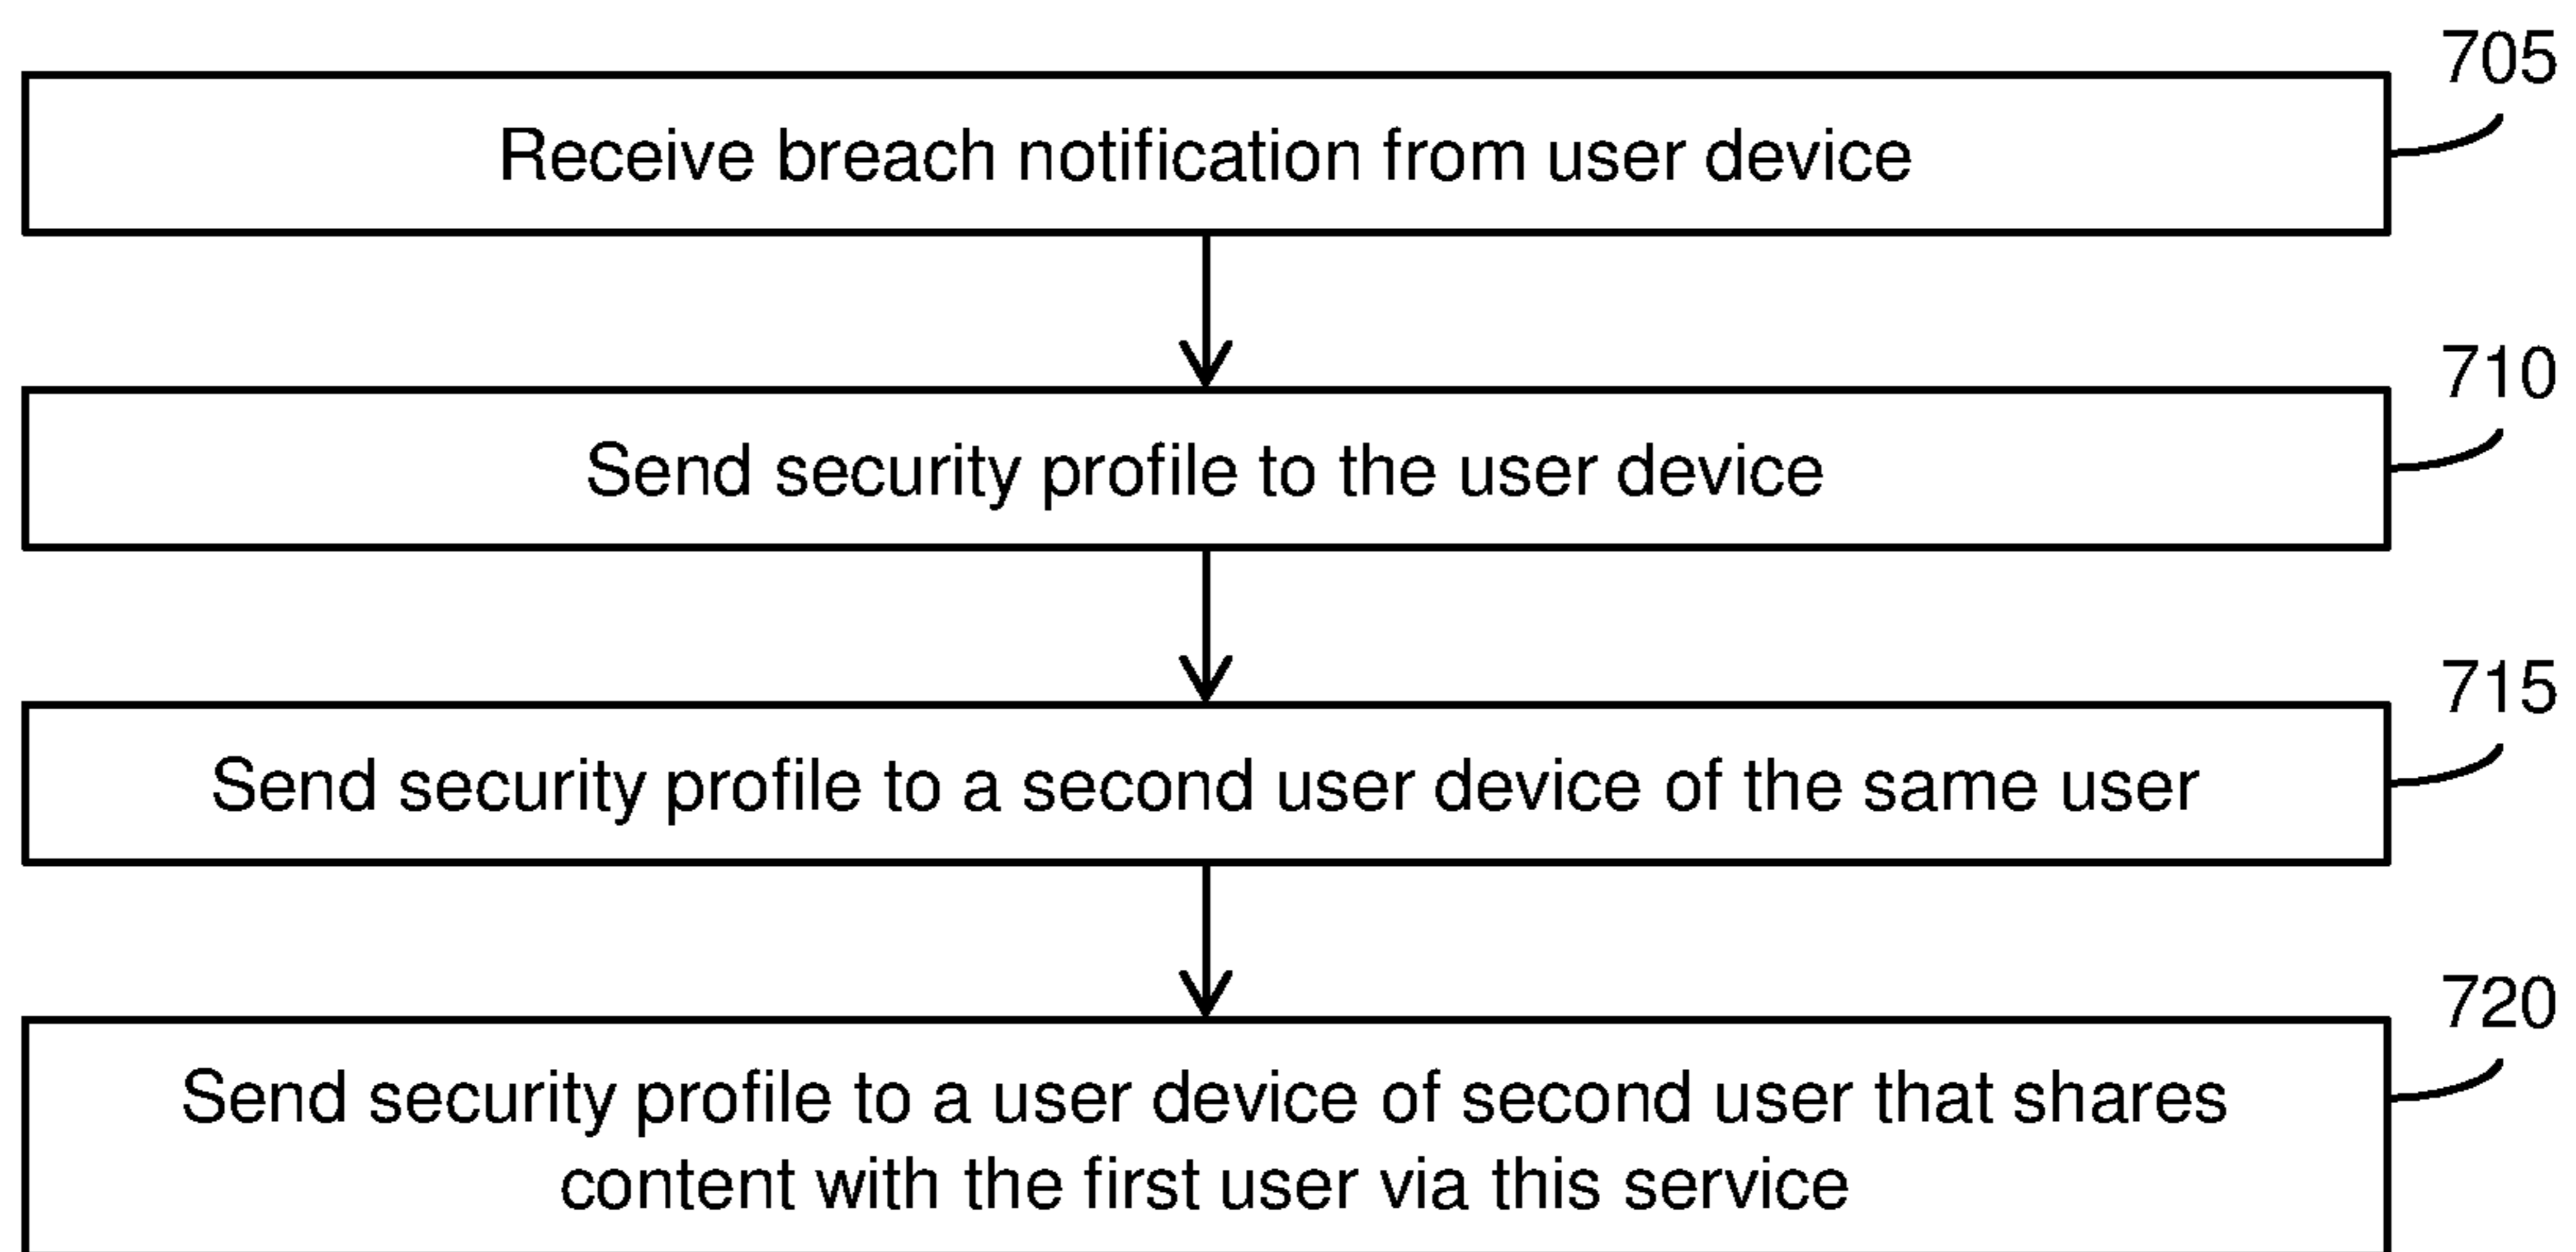 705
Receive breach notification from user device
710
Send security profile to the user device
715
Send security profile to a second user device of the same user
720
Send security profile to a user device of second user that shares
content with the first user via this service